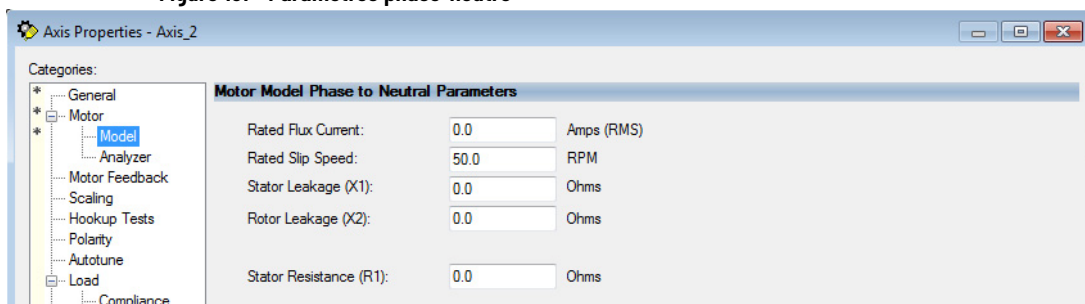 Axis Properties - Axis_2
Categories:
* General
* Motor
* Model
Analyzer
Motor Feedback
Scaling
Hookup Tests
Polarity
Autotune
Load
Compliance
Motor Model Phase to Neutral Parameters
Rated Flux Current: 0.0 Amps (RMS)
Rated Slip Speed: 50.0 RPM
Stator Leakage (X1): 0.0 Ohms
Rotor Leakage (X2): 0.0 Ohms
Stator Resistance (R1): 0.0 Ohms